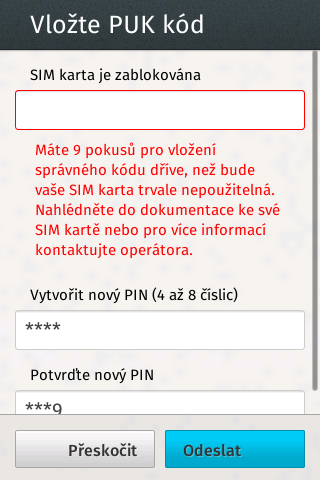 Vložte PUK kód
SIM karta je zablokována
Máte 9 pokusů pro vložení
správného kódu dříve, než bude
vaše SIM karta trvale nepoužitelná.
Nahlédněte do dokumentace ke své
SIM kartě nebo pro více informací
kontaktujte operátora.
Vytvořit nový PIN (4 až 8 číslic)
****
Potvrďte nový PIN
***9
Přeskočit
Odeslat